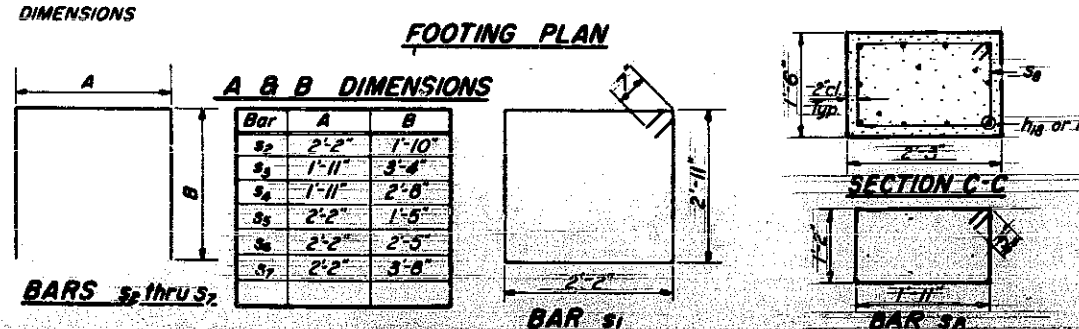 DIMENSIONS
FOOTING PLAN
A
B
BARS s2 thru s7
A & B DIMENSIONS
Bar A B
s2 2'-2" 1'-10"
s3 1'-11" 3'-4"
s4 1'-11" 2'-8"
s5 2'-2" 1'-5"
s6 2'-2" 2'-5"
s7 2'-2" 3'-8"
7"
2'-11"
2'-2"
BAR s1
1'-6"
2" cl.
Typ.
s8
h18 or
2'-3"
SECTION C-C
1'-2"
1'-11"
BAR s8